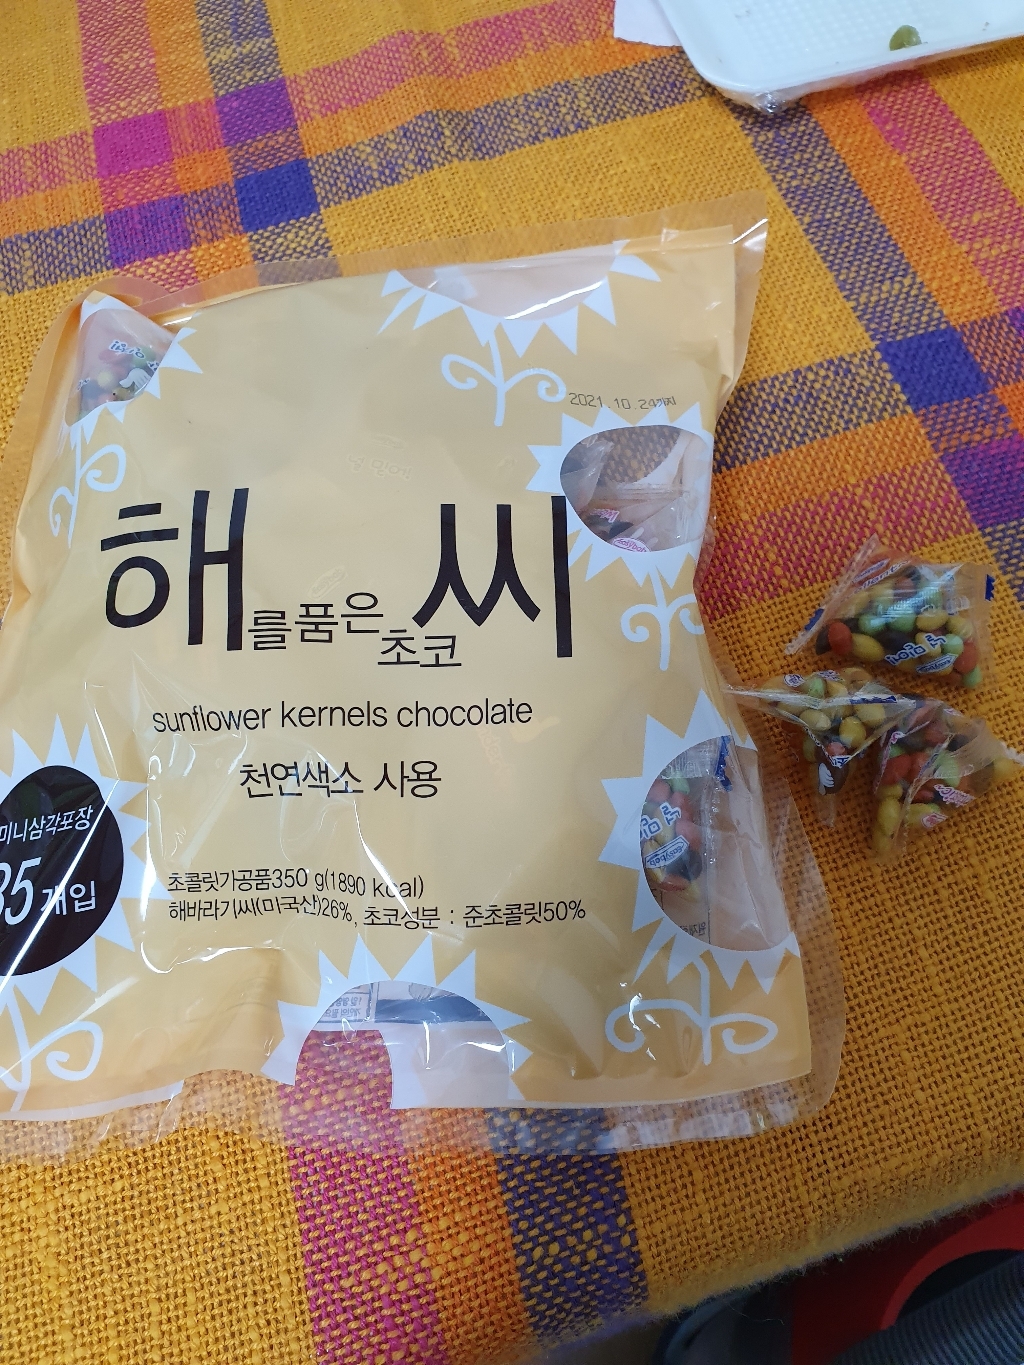 2021.10.24까지
해를품은초코씨
sunflower kernels chocolate
천연색소 사용
미니삼각포장
35개입
초콜릿가공품350 g(1890 kcal)
해바라기씨(미국산)26%, 초코성분 : 준초콜릿50%